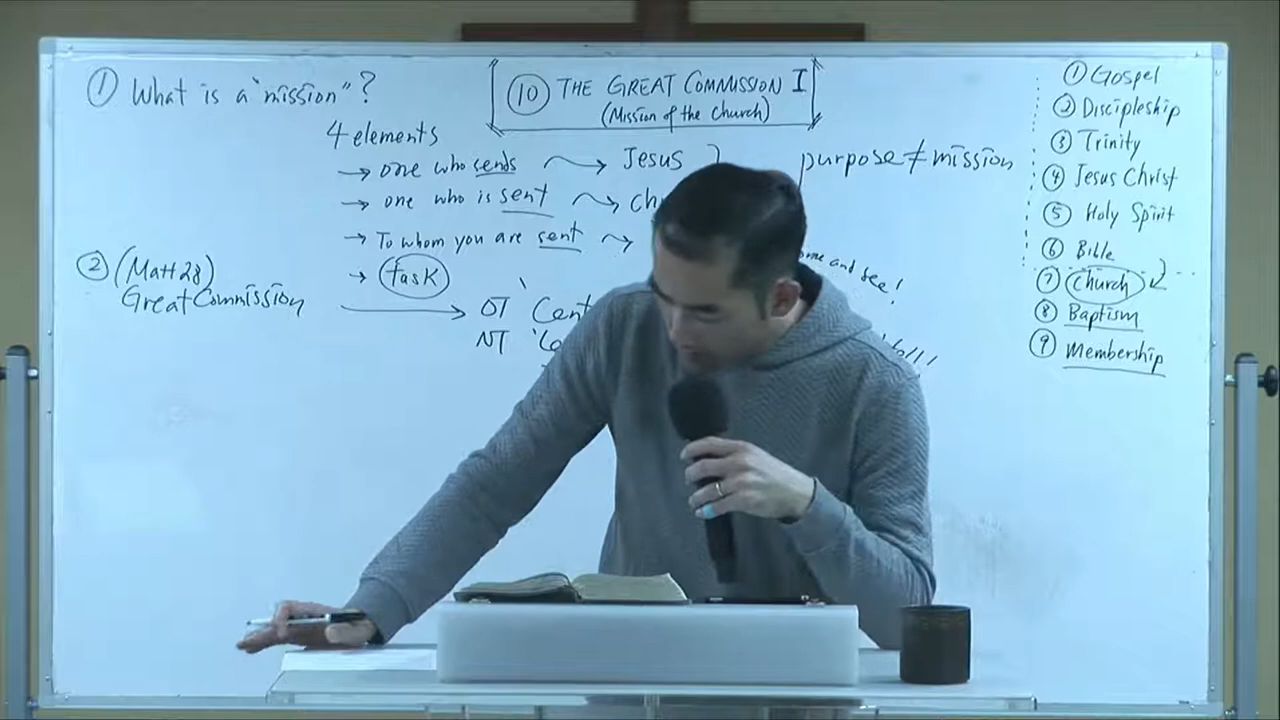 ① What is a "mission"?
⑩ THE GREAT COMMISSION I
(Mission of the Church)
4 elements
→ one who sends → Jesus
→ one who is sent →
→ To whom you are sent →
→ task
purpose ≠ mission
and see!
② (Matt 28)
Great Commission → OT
NT
① Gospel
② Discipleship
③ Trinity
④ Jesus Christ
⑤ Holy Spirit
⑥ Bible
⑦ Church
⑧ Baptism
⑨ Membership